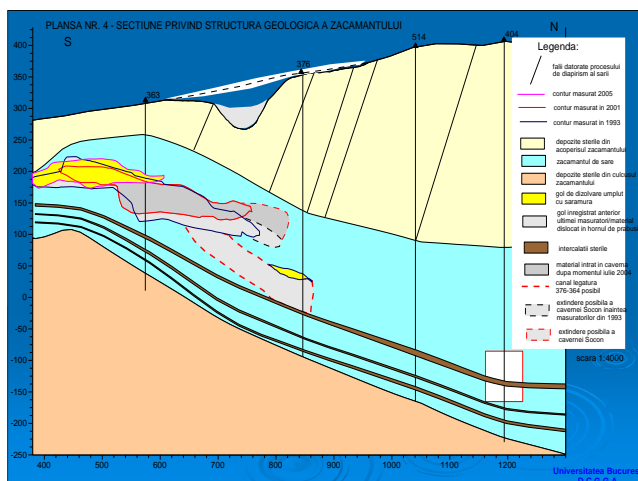 PLANSA NR. 4 - SECTIUNE PRIVIND STRUCTURA GEOLOGICA A ZACAMANTULUI
S
N
363
376
514
404
400
350
300
250
200
150
100
50
0
-50
-100
-150
-200
-250
400
500
600
700
800
900
1000
1100
1200
Legenda:
falii datorate procesului
de diapirism al sarii
contur masurat 2005
contur masurat in 2001
contur masurat in 1993
depozite sterile din
acoperisul zacamantului
zacamantul de sare
depozite sterile din culcusul
zacamantului
gol de dizolvare umplut
cu saramura
gol inregistrat anterior
ultimei masuratori/material
dislocat in hornul de prabusi
intercalatii sterile
material intrat in caverna
dupa momentul iulie 2004
canal legatura
376-364 posibil
extindere posibila a
cavernei Socon inaintea
masuratorilor din 1993
extindere posibila a
cavernei Socon
scara 1:4000
Universitatea Bucures